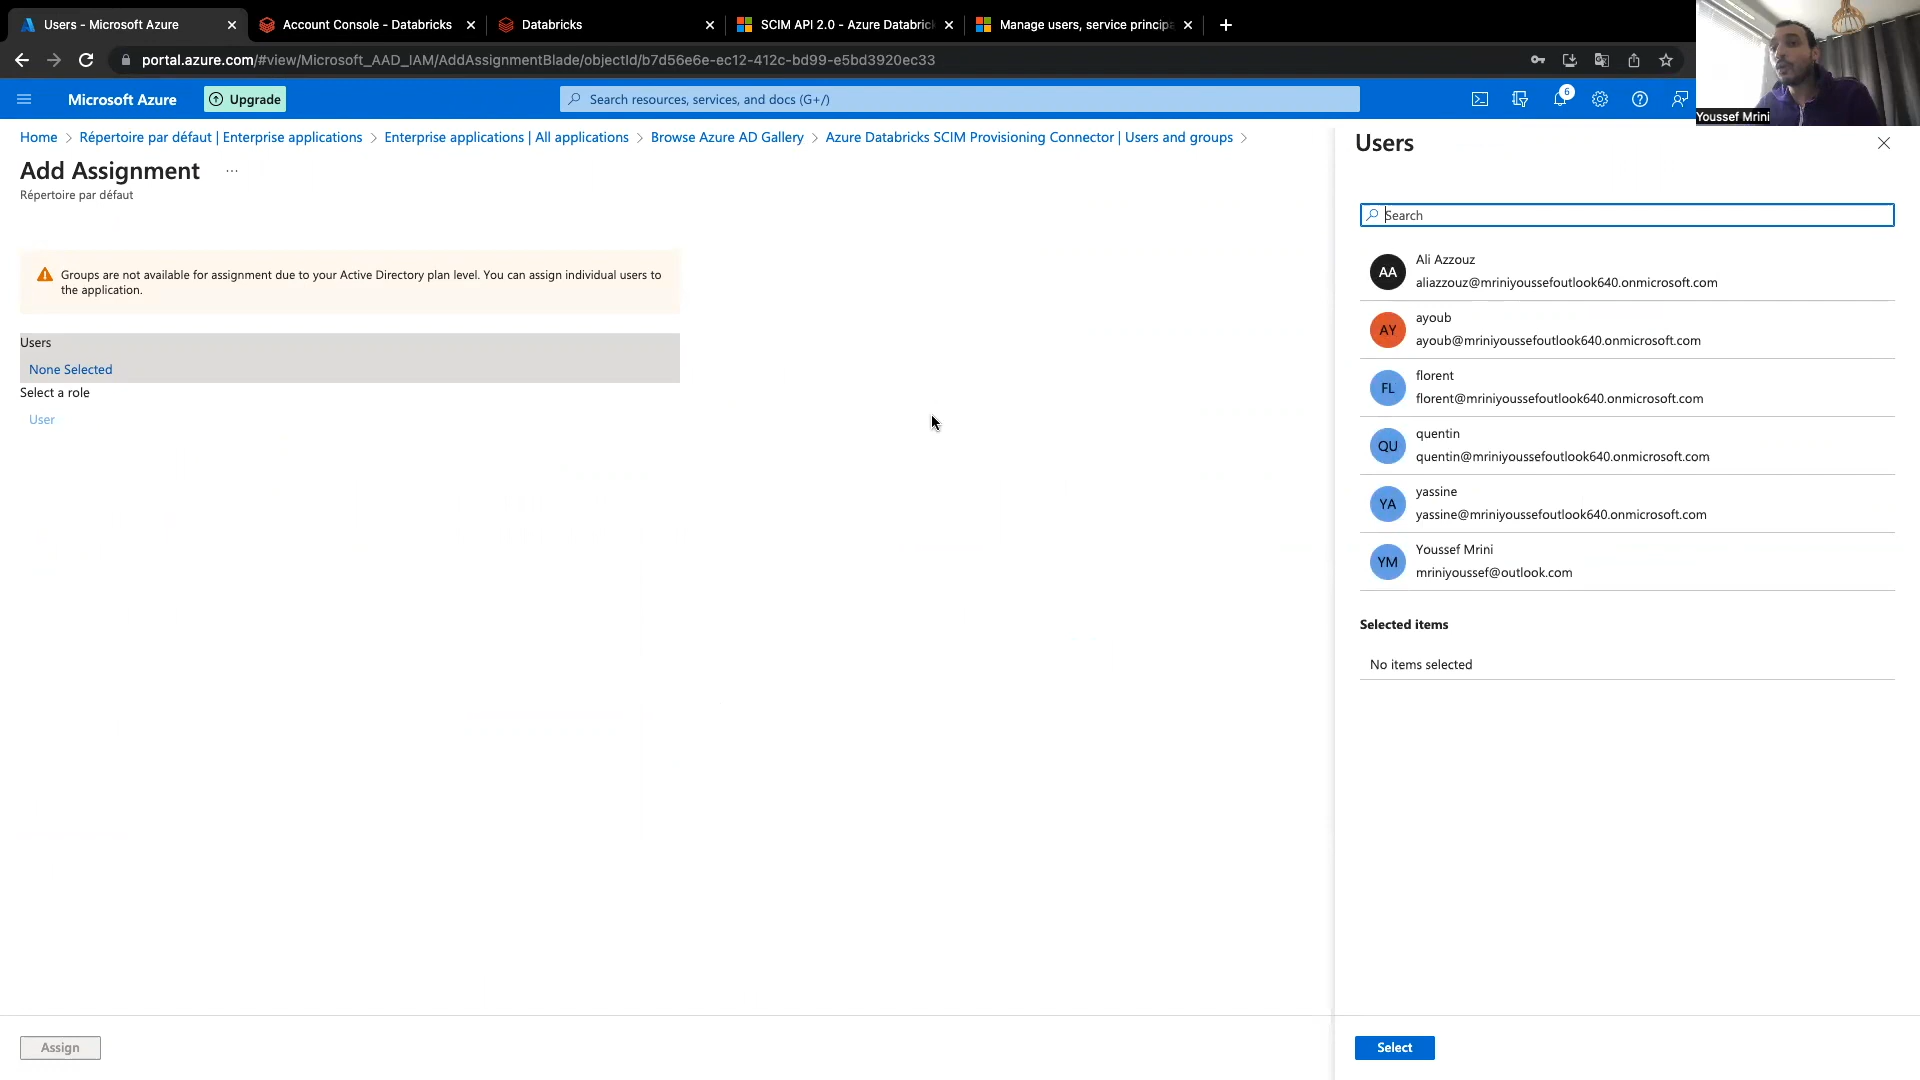 Users - Microsoft Azure
Account Console - Databricks
Databricks
SCIM API 2.0 - Azure Databric
Manage users, service principa
portal.azure.com/#view/Microsoft_AAD_IAM/AddAssignmentBlade/objectId/b7d56e6e-ec12-412c-bd99-e5bd3920ec33
Microsoft Azure
Upgrade
Search resources, services, and docs (G+/)
6
Youssef Mrini
Home > Répertoire par défaut | Enterprise applications > Enterprise applications | All applications > Browse Azure AD Gallery > Azure Databricks SCIM Provisioning Connector | Users and groups >
Add Assignment ...
Répertoire par défaut
Groups are not available for assignment due to your Active Directory plan level. You can assign individual users to
the application.
Users
None Selected
Select a role
User
Assign
Users
Search
AA
Ali Azzouz
aliazzouz@mriniyoussefoutlook640.onmicrosoft.com
AY
ayoub
ayoub@mriniyoussefoutlook640.onmicrosoft.com
FL
florent
florent@mriniyoussefoutlook640.onmicrosoft.com
QU
quentin
quentin@mriniyoussefoutlook640.onmicrosoft.com
YA
yassine
yassine@mriniyoussefoutlook640.onmicrosoft.com
YM
Youssef Mrini
mriniyoussef@outlook.com
Selected items
No items selected
Select